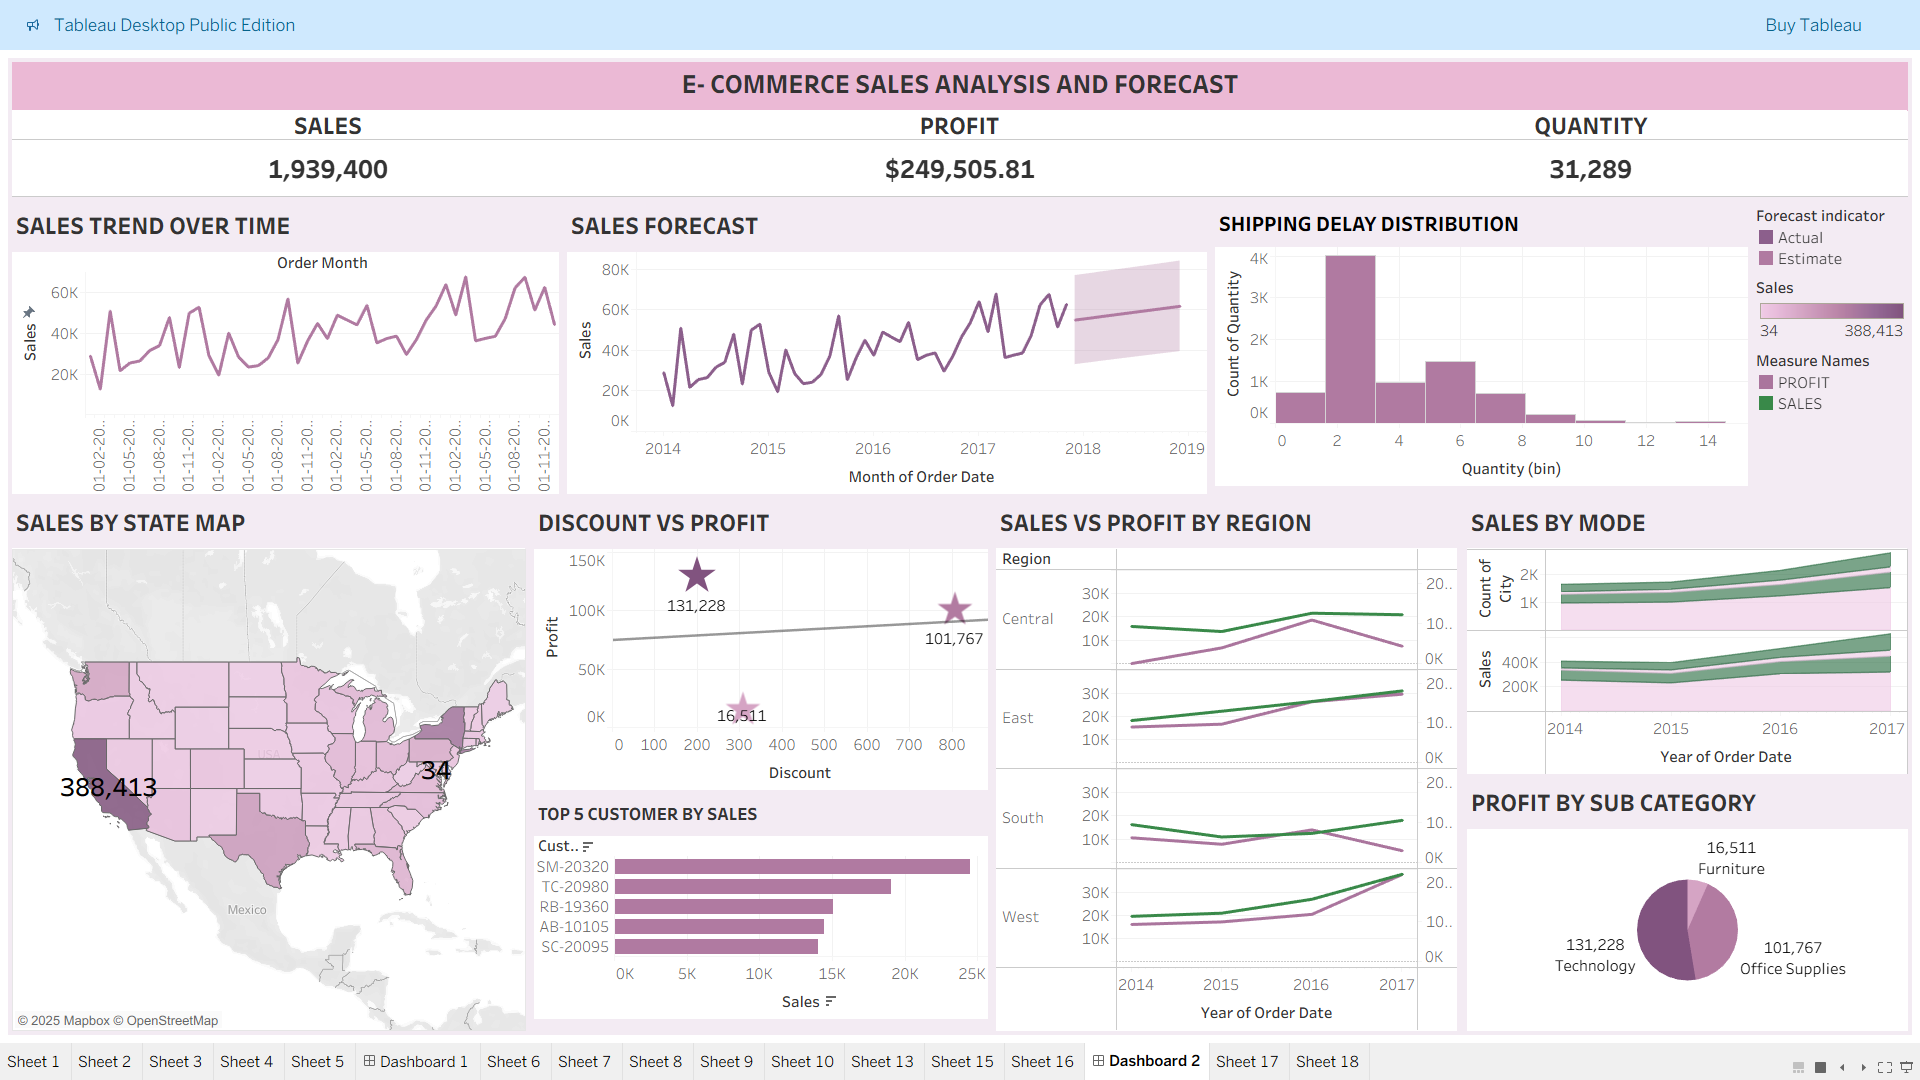 Tableau Desktop Public Edition
Buy Tableau
E- COMMERCE SALES ANALYSIS AND FORECAST
SALES
PROFIT
QUANTITY
1,939,400
$249,505.81
31,289
SALES TREND OVER TIME
Order Month
Sales
60K
40K
20K
01-02-20..
01-05-20..
01-08-20..
01-11-20..
01-02-20..
01-05-20..
01-08-20..
01-11-20..
01-02-20..
01-05-20..
01-08-20..
01-11-20..
01-02-20..
01-05-20..
01-08-20..
01-11-20..
SALES FORECAST
Sales
80K
60K
40K
20K
0K
2014
2015
2016
2017
2018
2019
Month of Order Date
SHIPPING DELAY DISTRIBUTION
Count of Quantity
4K
3K
2K
1K
0K
0
2
4
6
8
10
12
14
Quantity (bin)
Forecast indicator
Actual
Estimate
Sales
34
388,413
Measure Names
PROFIT
SALES
SALES BY STATE MAP
USA
388,413
34
Mexico
© 2025 Mapbox © OpenStreetMap
DISCOUNT VS PROFIT
Profit
150K
100K
50K
0K
131,228
101,767
16,511
0
100
200
300
400
500
600
700
800
Discount
TOP 5 CUSTOMER BY SALES
Cust..
SM-20320
TC-20980
RB-19360
AB-10105
SC-20095
0K
5K
10K
15K
20K
25K
Sales
SALES VS PROFIT BY REGION
Region
Central
30K
20K
10K
20..
10..
0K
East
30K
20K
10K
20..
10..
0K
South
30K
20K
10K
20..
10..
0K
West
30K
20K
10K
20..
10..
0K
2014
2015
2016
2017
Year of Order Date
SALES BY MODE
Count of
City
2K
1K
Sales
400K
200K
2014
2015
2016
2017
Year of Order Date
PROFIT BY SUB CATEGORY
16,511
Furniture
131,228
Technology
101,767
Office Supplies
Sheet 1
Sheet 2
Sheet 3
Sheet 4
Sheet 5
Dashboard 1
Sheet 6
Sheet 7
Sheet 8
Sheet 9
Sheet 10
Sheet 13
Sheet 15
Sheet 16
Dashboard 2
Sheet 17
Sheet 18